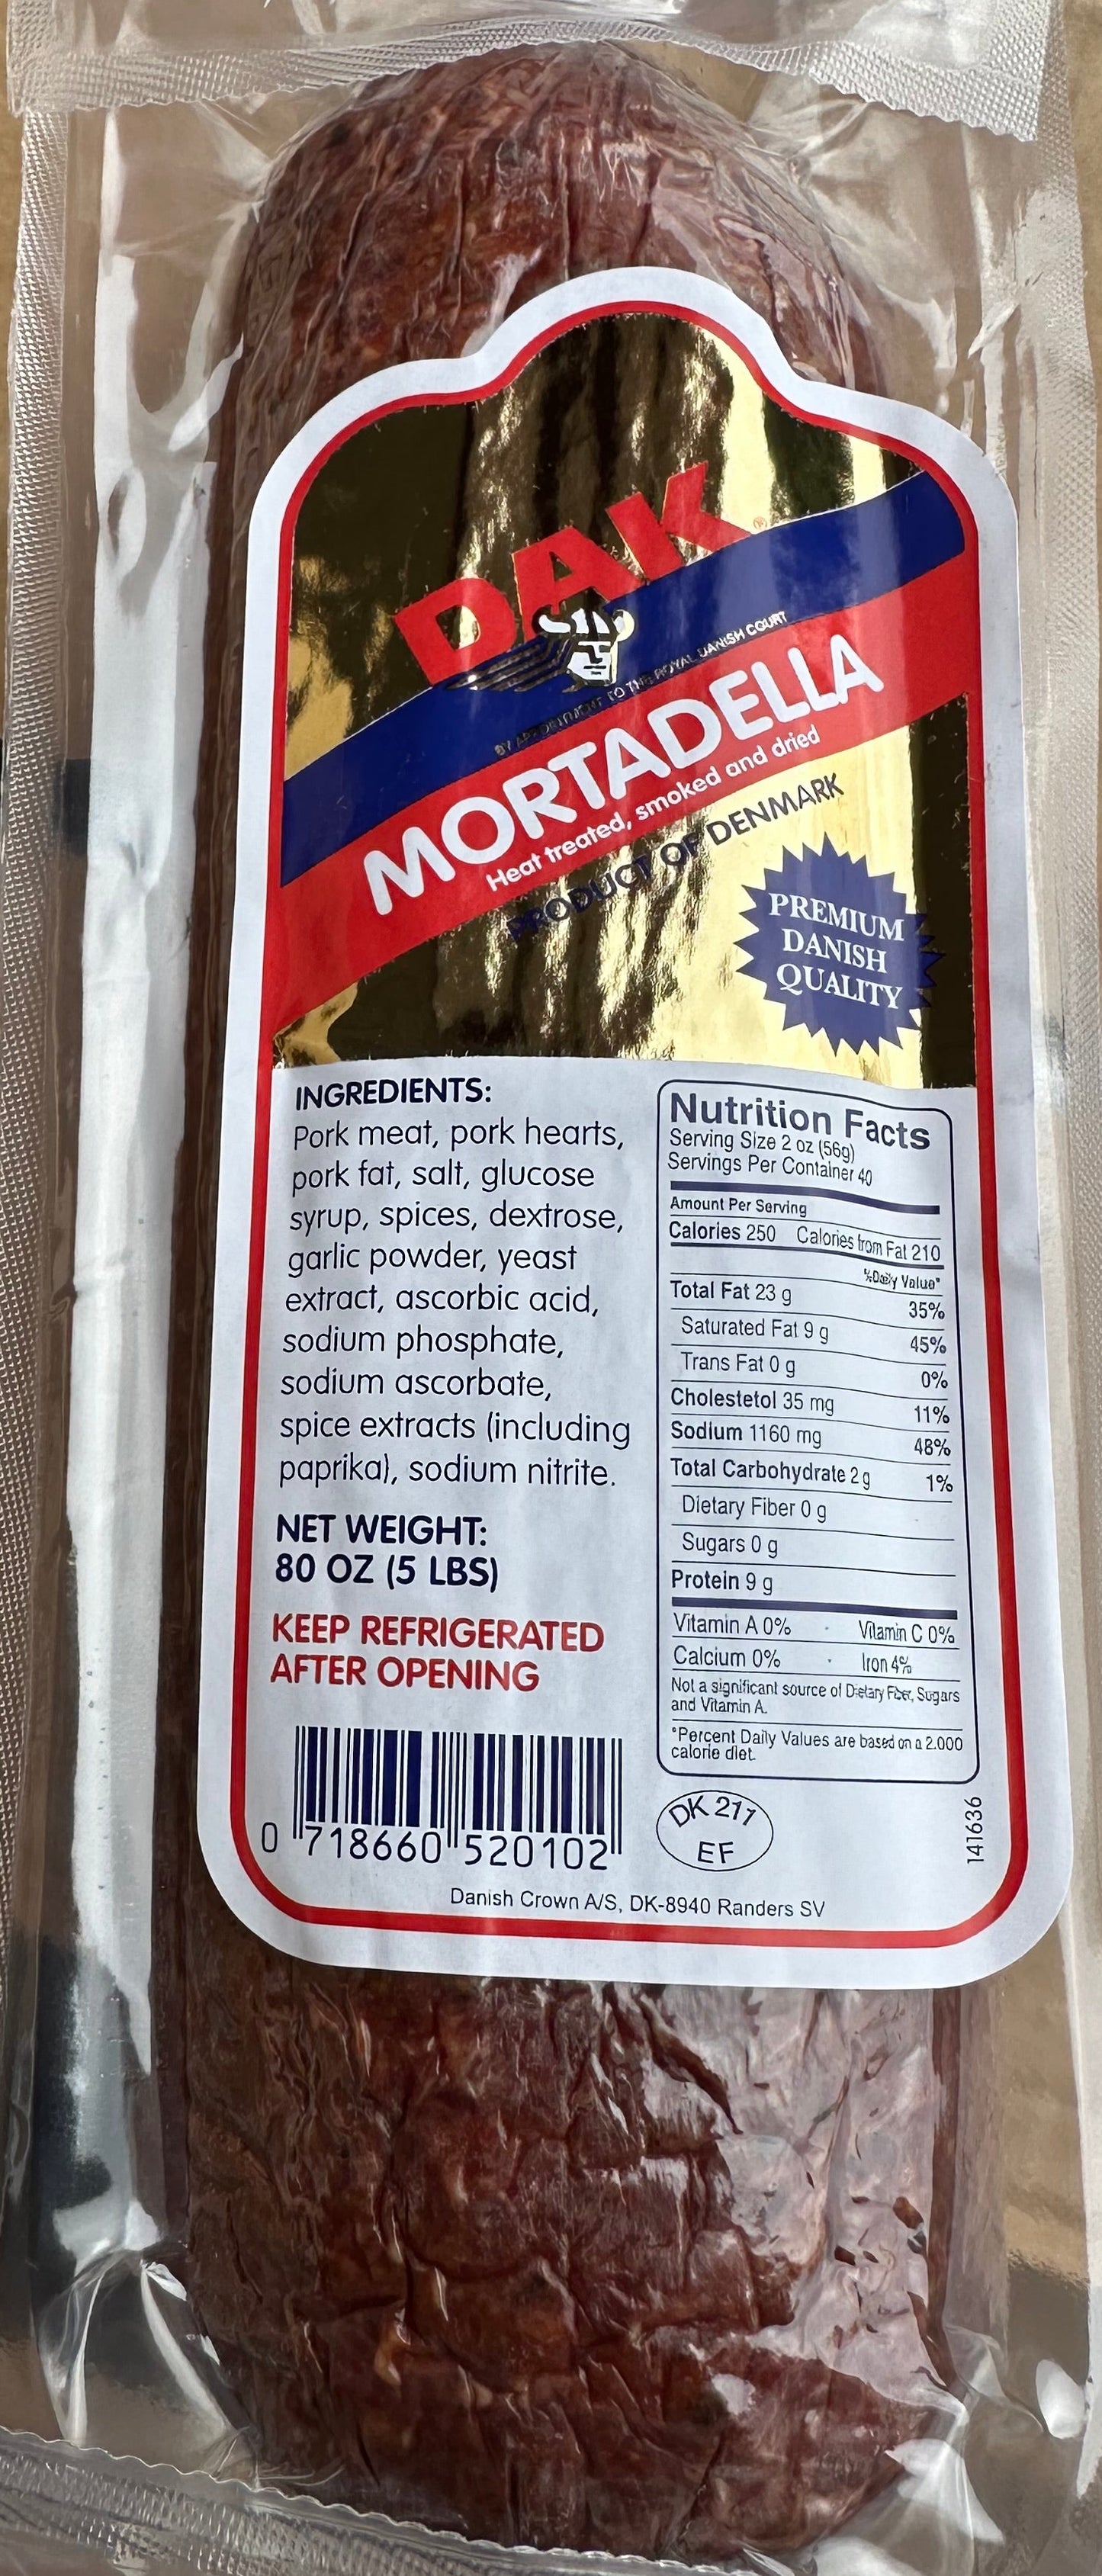 DAK®
BY APPOINTMENT TO THE ROYAL DANISH COURT
MORTADELLA
Heat treated, smoked and dried
PRODUCT OF DENMARK
PREMIUM
DANISH
QUALITY
INGREDIENTS:
Pork meat, pork hearts,
pork fat, salt, glucose
syrup, spices, dextrose,
garlic powder, yeast
extract, ascorbic acid,
sodium phosphate,
sodium ascorbate,
spice extracts (including
paprika), sodium nitrite.
NET WEIGHT:
80 OZ (5 LBS)
KEEP REFRIGERATED
AFTER OPENING
0 718660 520102
Nutrition Facts
Serving Size 2 oz (56g)
Servings Per Container 40
Amount Per Serving
Calories 250 Calories from Fat 210
%Daily Value*
Total Fat 23 g 35%
Saturated Fat 9 g 45%
Trans Fat 0 g 0%
Cholestetol 35 mg 11%
Sodium 1160 mg 48%
Total Carbohydrate 2 g 1%
Dietary Fiber 0 g
Sugars 0 g
Protein 9 g
Vitamin A 0% · Vitamin C 0%
Calcium 0% · Iron 4%
Not a significant source of Dietary Fiber, Sugars
and Vitamin A.
*Percent Daily Values are based on a 2.000
calorie diet.
DK 211
EF
141636
Danish Crown A/S, DK-8940 Randers SV